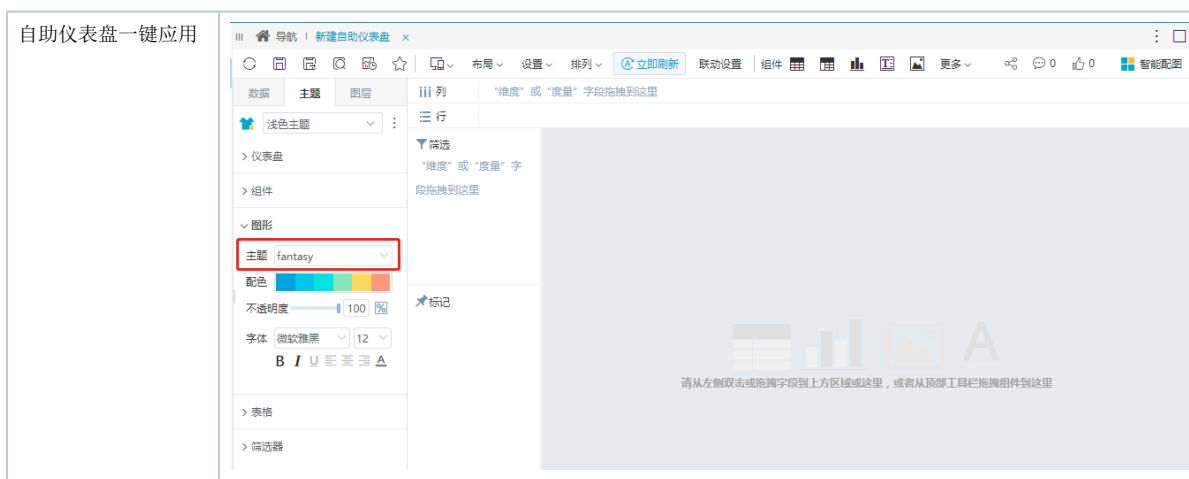 自助仪表盘一键应用
导航 新建自助仪表盘 ×
布局 设置 排列 立即刷新 联动设置 组件 更多 0 0 智能配图
数据 主题 图层
列 "维度" 或 "度量" 字段拖拽到这里
浅色主题
行
筛选
"维度" 或 "度量" 字
段拖拽到这里
仪表盘
组件
图形
主题 fantasy
配色
不透明度 100 %
字体 微软雅黑 12
B I U A
表格
筛选器
标记
A
请从左侧双击或拖拽字段到上方区域或这里，或者从顶部工具栏拖拽组件到这里